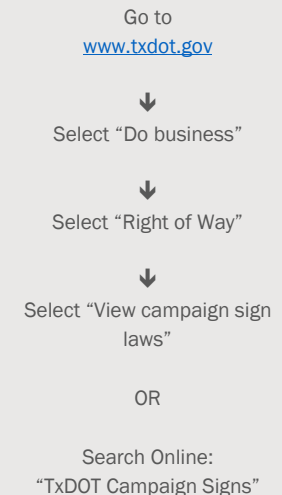 Go to
www.txdot.gov
🡻
Select “Do business”
🡻
Select “Right of Way”
🡻
Select “View campaign sign
laws”
OR
Search Online:
“TxDOT Campaign Signs”